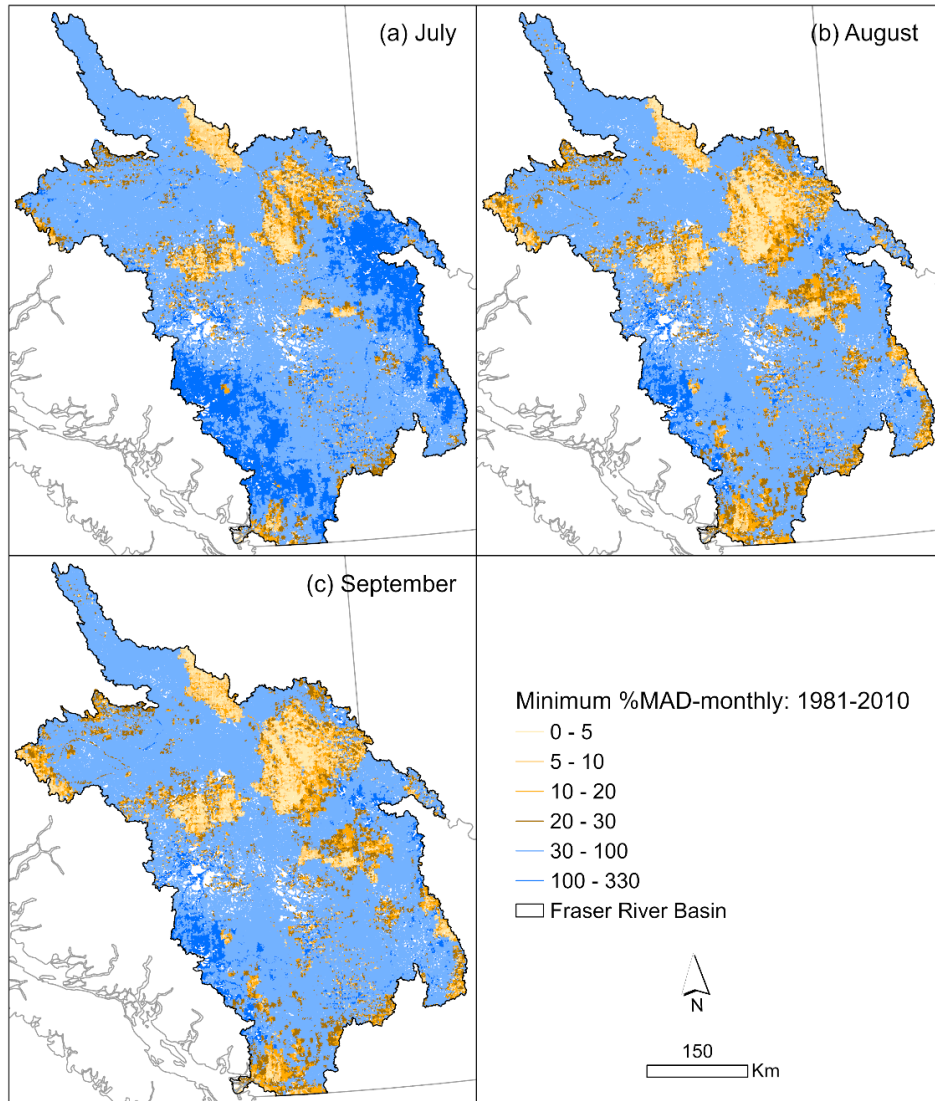 (a) July
(b) August
(c) September
Minimum %MAD-monthly: 1981-2010
0 - 5
5 - 10
10 - 20
20 - 30
30 - 100
100 - 330
Fraser River Basin
N
150
Km